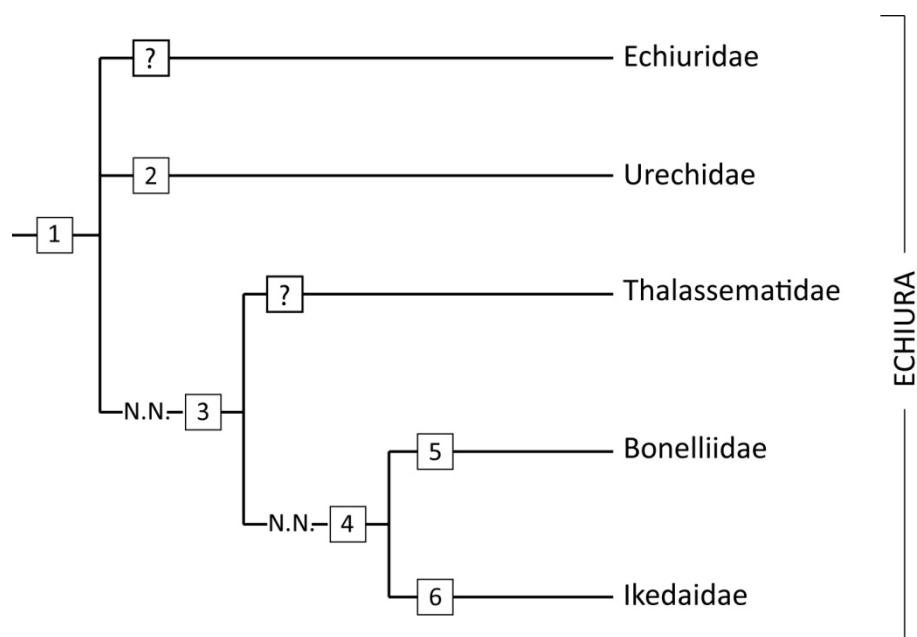 ? Echiuridae
2 Urechidae
1
? Thalassematidae
ECHIURA
N.N. 3
5 Bonelliidae
N.N. 4
6 Ikedaidae